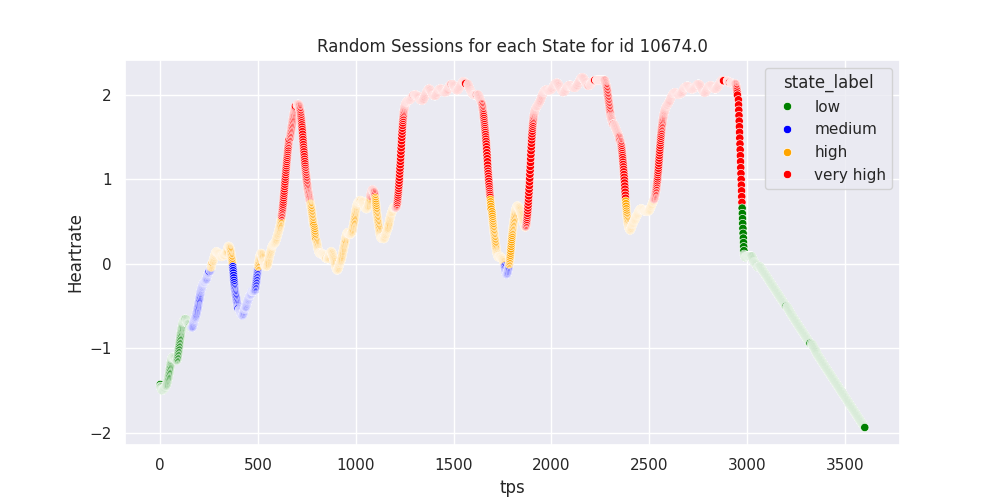 Random Sessions for each State for id 10674.0
state_label
low
medium
high
very high
Heartrate
2
1
0
−1
−2
0 500 1000 1500 2000 2500 3000 3500
tps